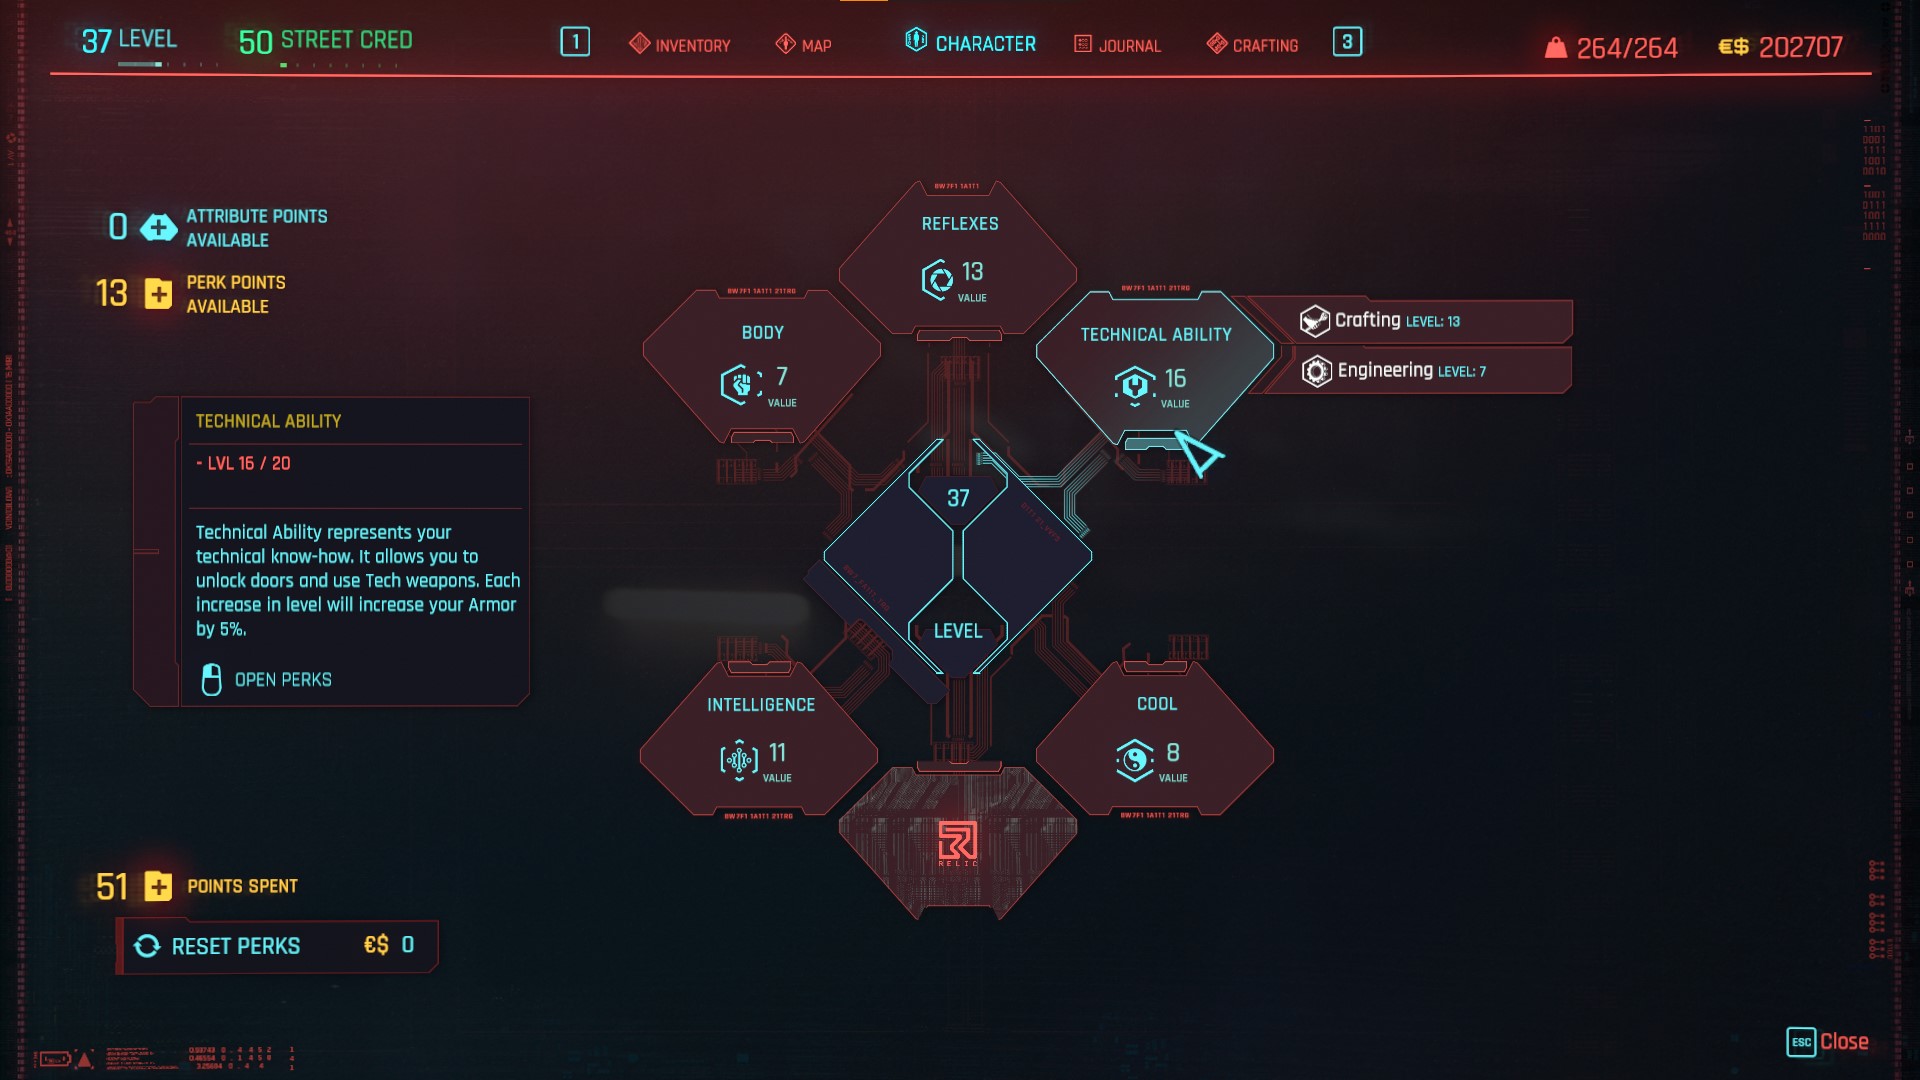 37 LEVEL
50 STREET CRED
1
INVENTORY
MAP
CHARACTER
JOURNAL
CRAFTING
3
264/264
€$ 202707
0 ATTRIBUTE POINTS
AVAILABLE
13 PERK POINTS
AVAILABLE
REFLEXES
13
VALUE
BODY
7
VALUE
TECHNICAL ABILITY
16
VALUE
Crafting LEVEL: 13
Engineering LEVEL: 7
TECHNICAL ABILITY
- LVL 16 / 20
Technical Ability represents your
technical know-how. It allows you to
unlock doors and use Tech weapons. Each
increase in level will increase your Armor
by 5%.
OPEN PERKS
37
LEVEL
INTELLIGENCE
11
VALUE
COOL
8
VALUE
RELIC
51 POINTS SPENT
RESET PERKS €$ 0
ESC Close